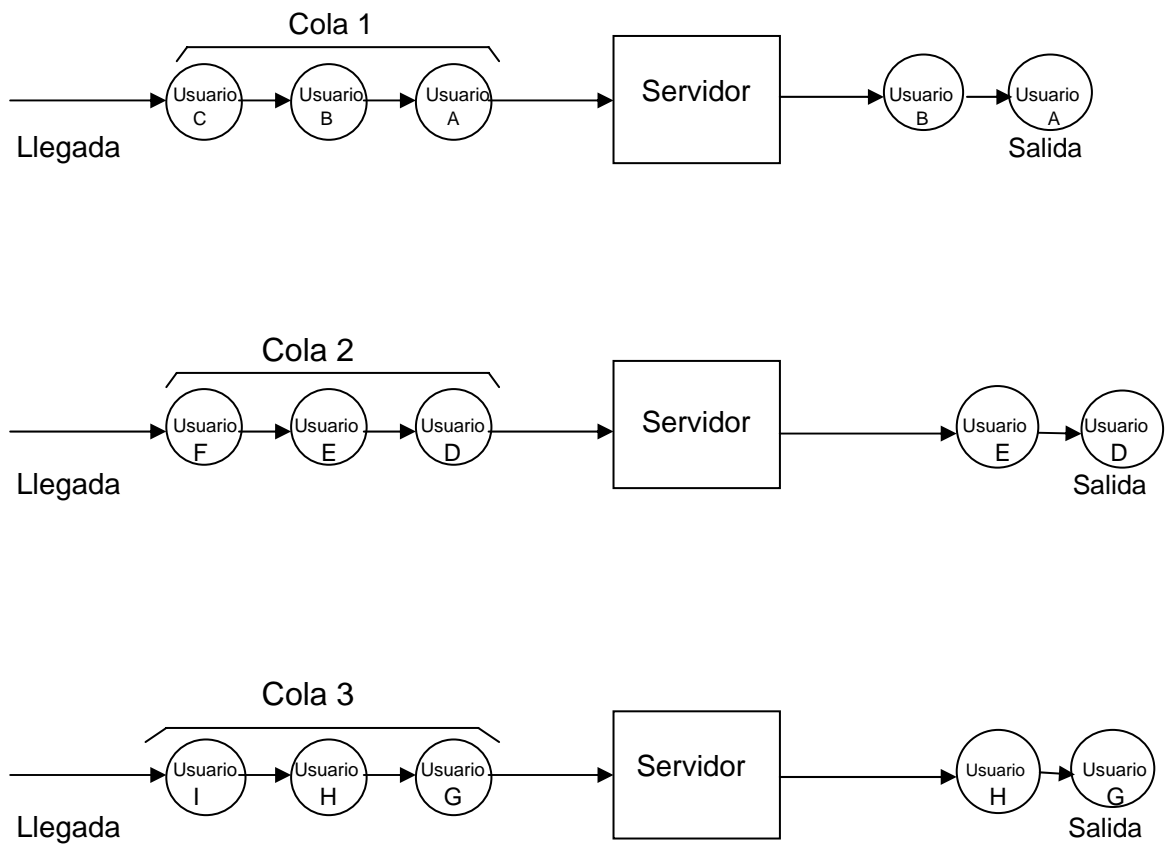 Cola 1
Usuario Usuario Usuario Servidor Usuario Usuario
C B A B A
Llegada Salida
Cola 2
Usuario Usuario Usuario Servidor Usuario Usuario
F E D E D
Llegada Salida
Cola 3
Usuario Usuario Usuario Servidor Usuario Usuario
I H G H G
Llegada Salida